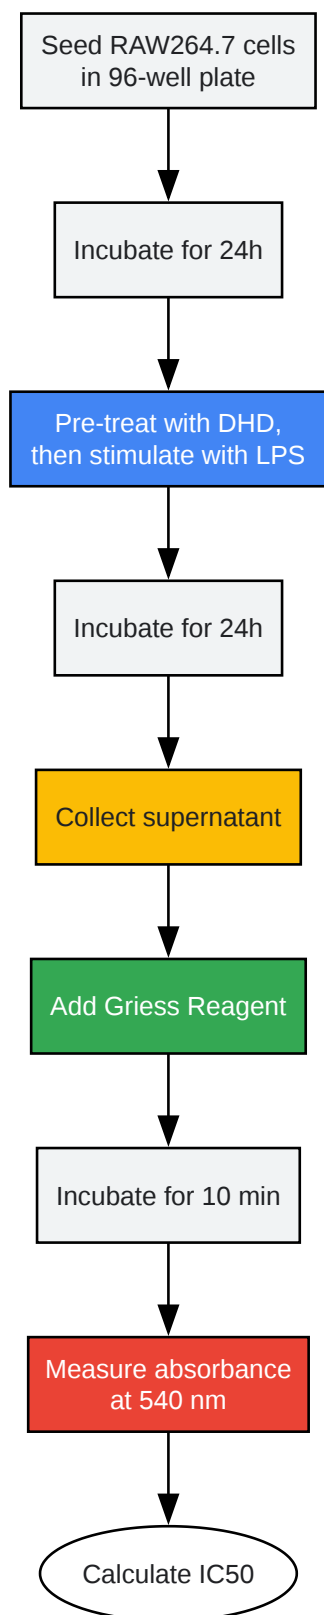 Seed RAW264.7 cells
in 96-well plate
Incubate for 24h
Pre-treat with DHD,
then stimulate with LPS
Incubate for 24h
Collect supernatant
Add Griess Reagent
Incubate for 10 min
Measure absorbance
at 540 nm
Calculate IC50